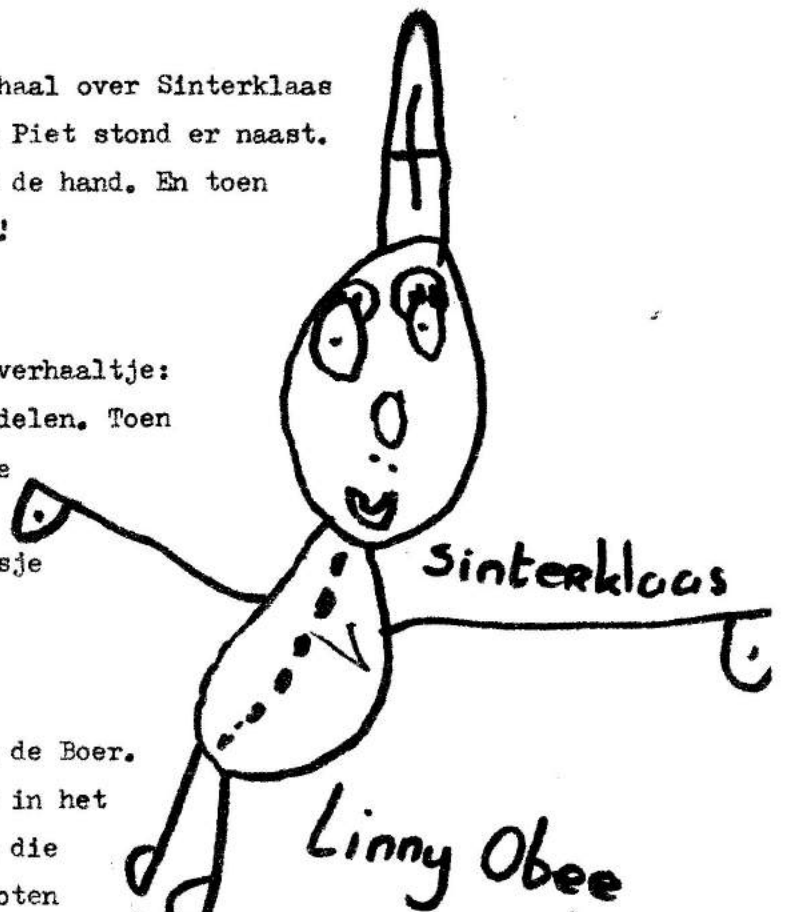 haal over Sinterklaas
Piet stond er naast.
de hand. En toen
!
verhaaltje:
delen. Toen
e
sje
Sinterklaas
de Boer.
in het
die
oten
Linny Obee